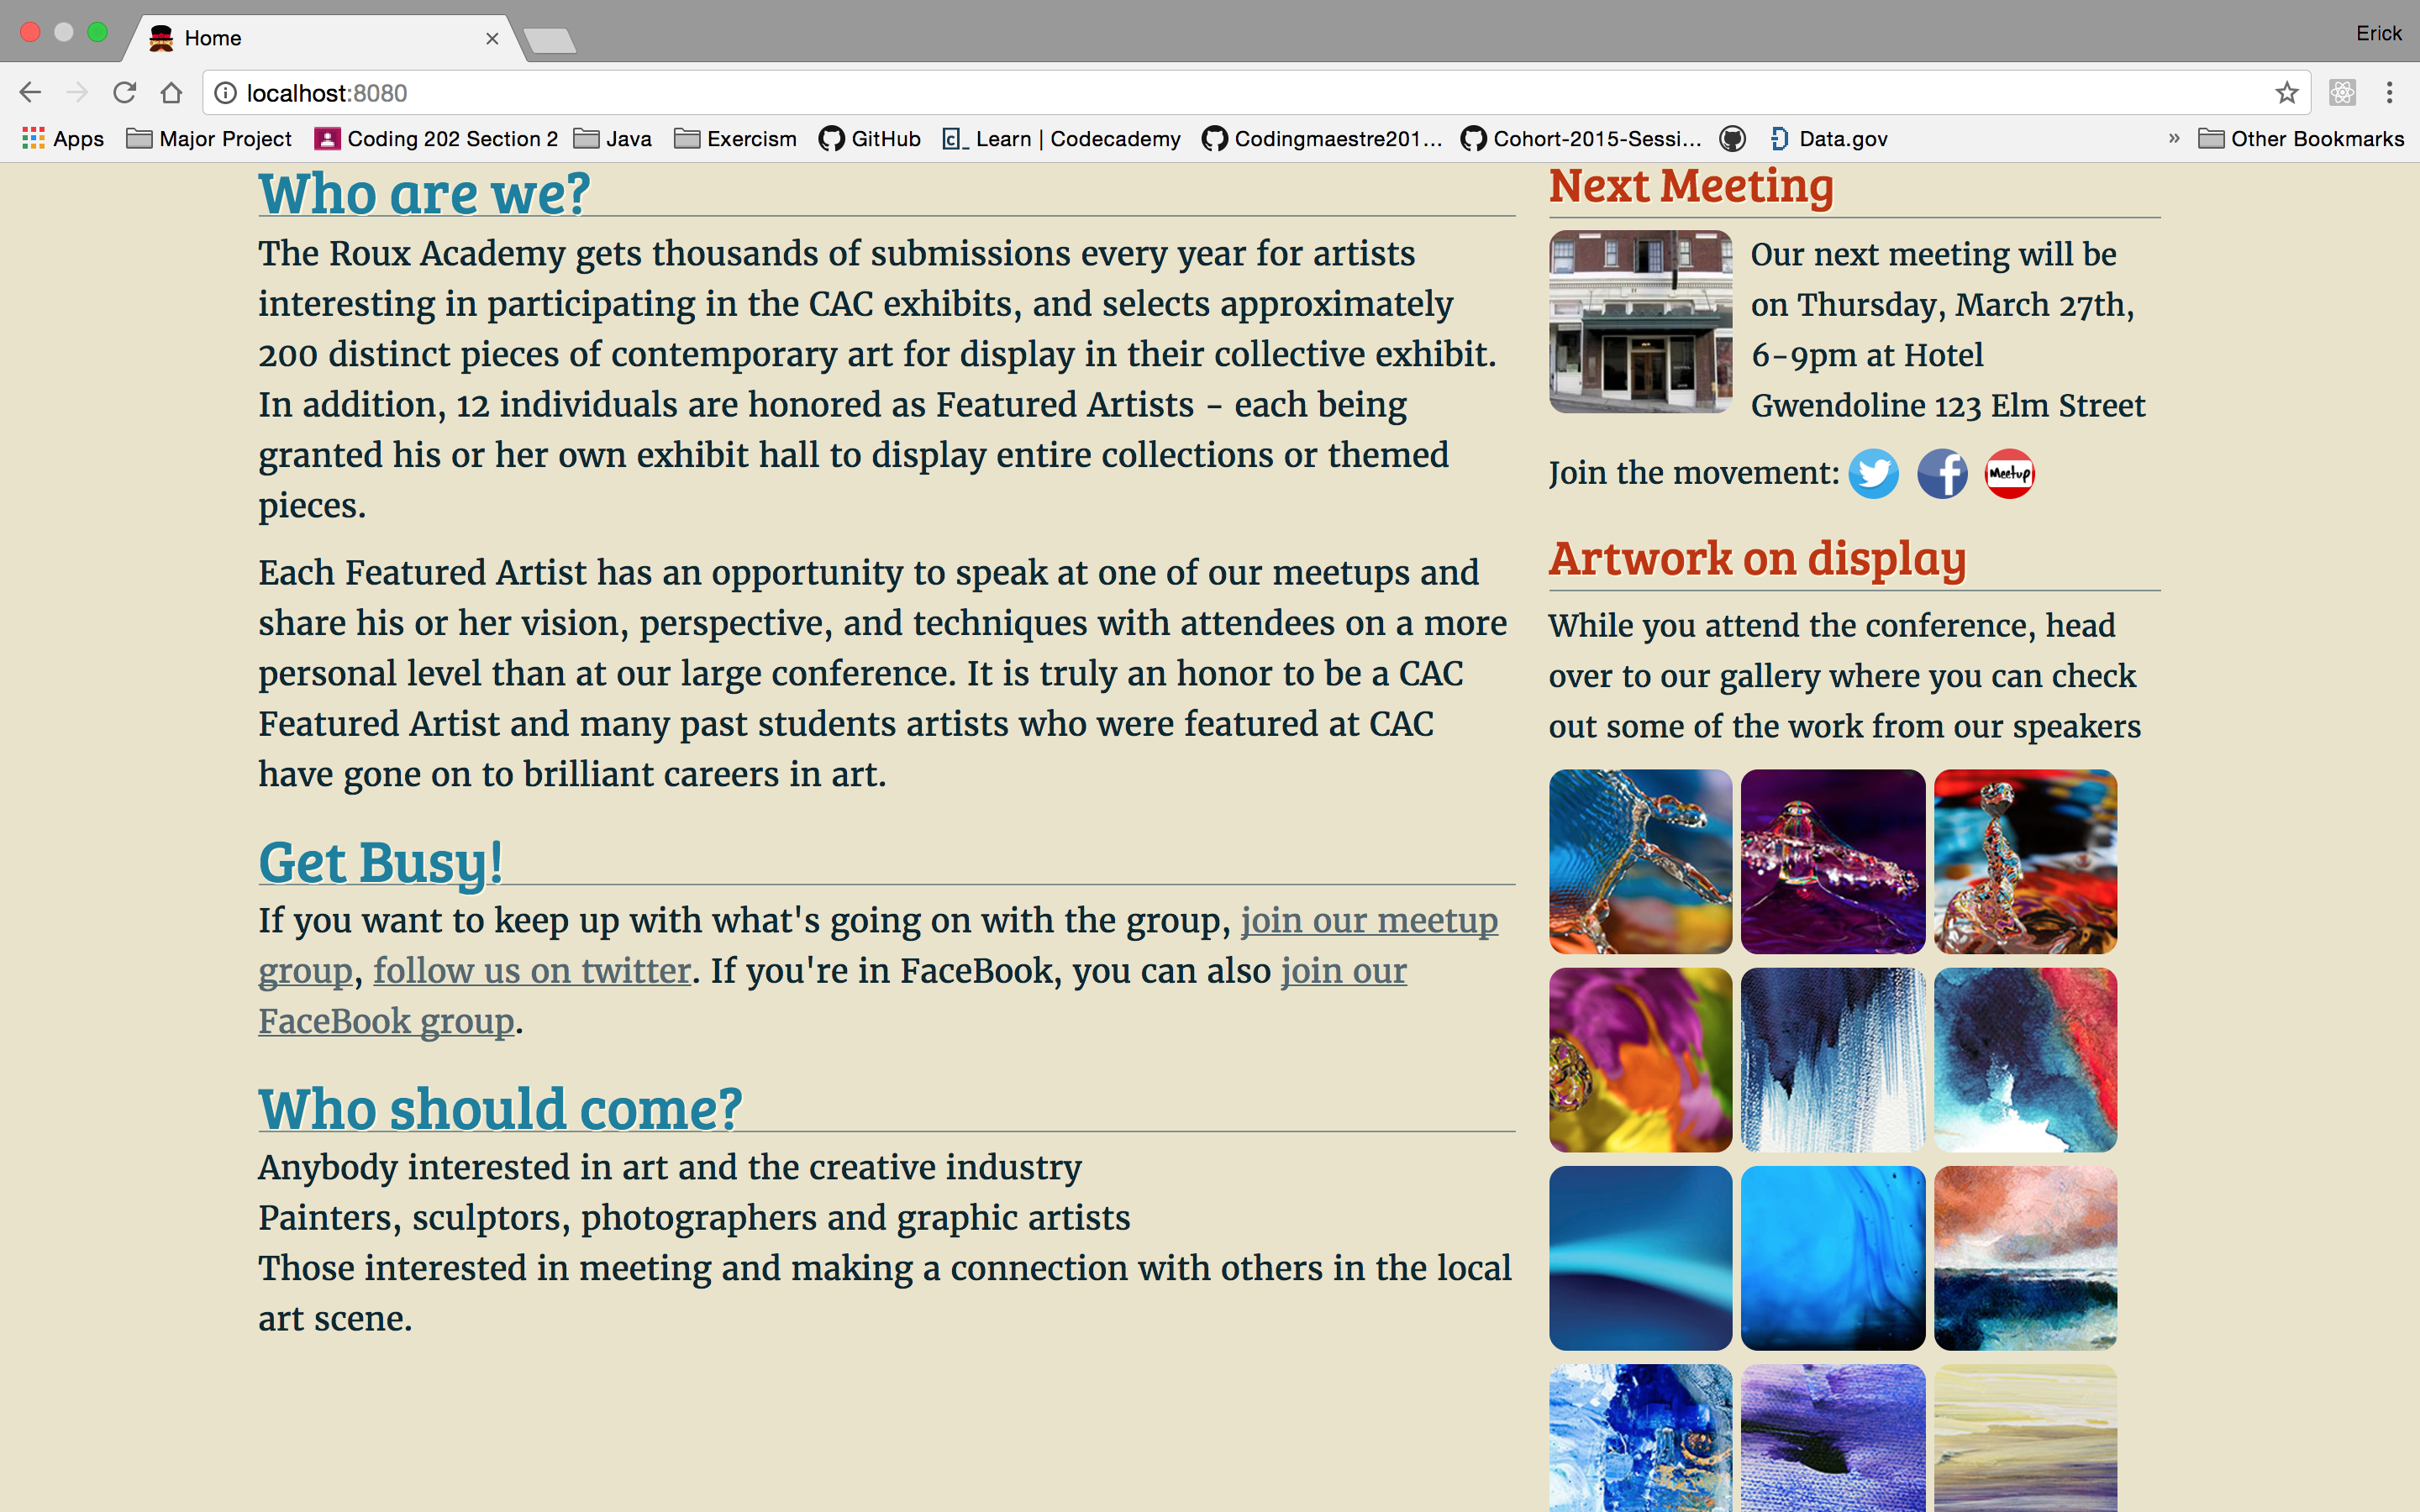 Home
Erick
localhost:8080
Apps
Major Project
Coding 202 Section 2
Java
Exercism
GitHub
Learn | Codecademy
Codingmaestre201...
Cohort-2015-Sessi...
Data.gov
»
Other Bookmarks
Who are we?
The Roux Academy gets thousands of submissions every year for artists
interesting in participating in the CAC exhibits, and selects approximately
200 distinct pieces of contemporary art for display in their collective exhibit.
In addition, 12 individuals are honored as Featured Artists - each being
granted his or her own exhibit hall to display entire collections or themed
pieces.
Each Featured Artist has an opportunity to speak at one of our meetups and
share his or her vision, perspective, and techniques with attendees on a more
personal level than at our large conference. It is truly an honor to be a CAC
Featured Artist and many past students artists who were featured at CAC
have gone on to brilliant careers in art.
Get Busy!
If you want to keep up with what's going on with the group, join our meetup
group, follow us on twitter. If you're in FaceBook, you can also join our
FaceBook group.
Who should come?
Anybody interested in art and the creative industry
Painters, sculptors, photographers and graphic artists
Those interested in meeting and making a connection with others in the local
art scene.
Next Meeting
Our next meeting will be
on Thursday, March 27th,
6-9pm at Hotel
Gwendoline 123 Elm Street
Join the movement:
Meetup
Artwork on display
While you attend the conference, head
over to our gallery where you can check
out some of the work from our speakers